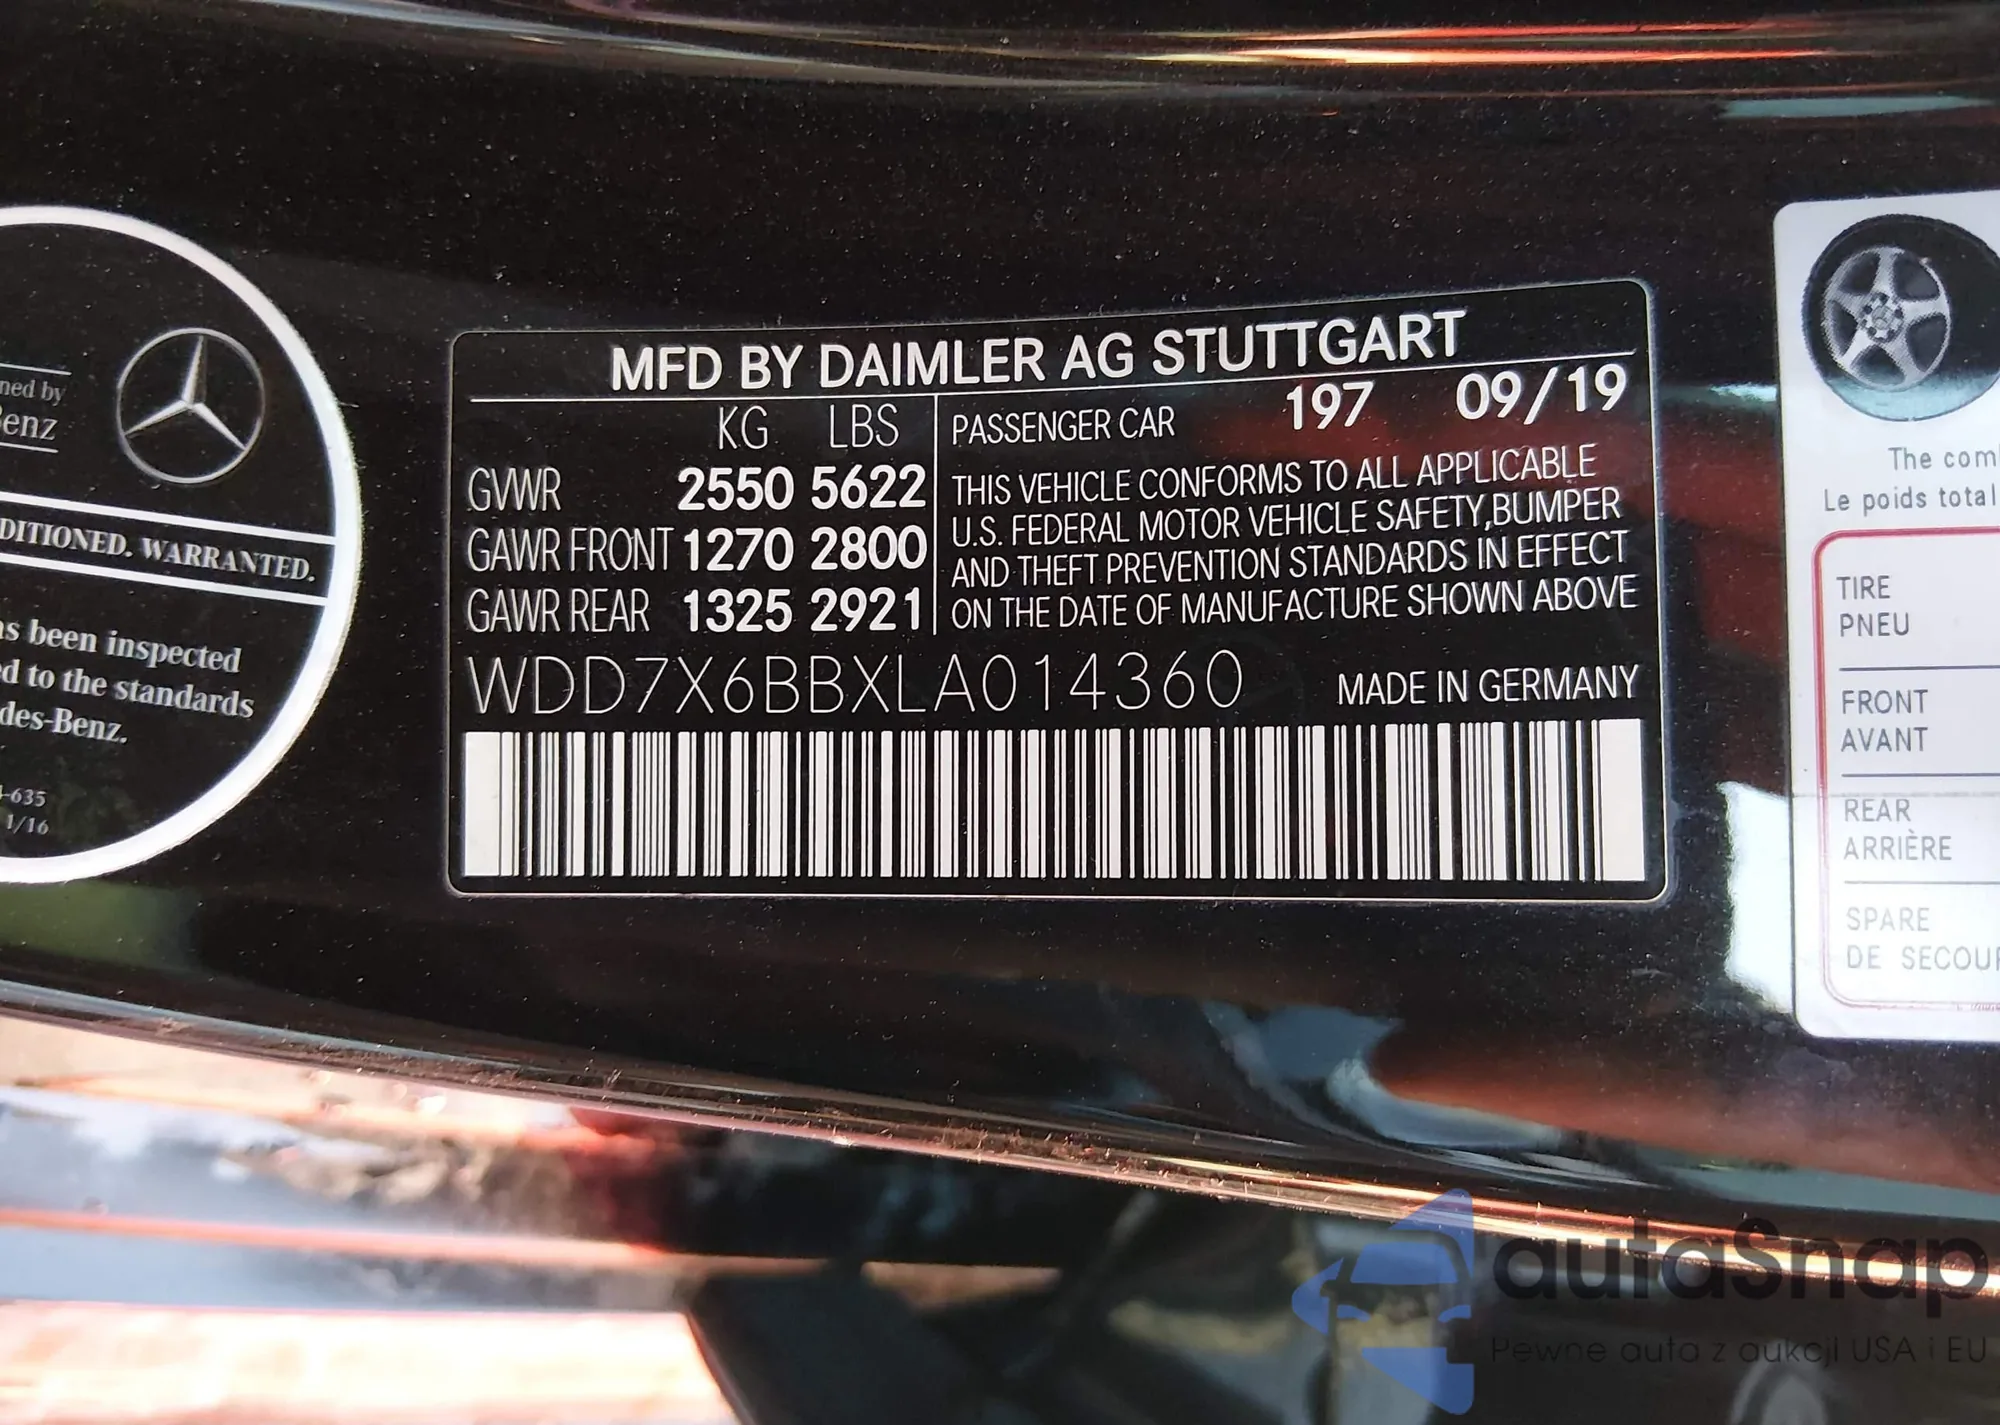 ned by
Benz
DITIONED. WARRANTED.
as been inspected
ed to the standards
des-Benz.
-635
1/16
MFD BY DAIMLER AG STUTTGART
KG LBS
GVWR 2550 5622
GAWR FRONT 1270 2800
GAWR REAR 1325 2921
PASSENGER CAR 197 09/19
THIS VEHICLE CONFORMS TO ALL APPLICABLE
U.S. FEDERAL MOTOR VEHICLE SAFETY,BUMPER
AND THEFT PREVENTION STANDARDS IN EFFECT
ON THE DATE OF MANUFACTURE SHOWN ABOVE
WDD7X6BBXLA014360 MADE IN GERMANY
The com
Le poids total
TIRE
PNEU
FRONT
AVANT
REAR
ARRIÈRE
SPARE
DE SECOUR
autaSnap
Pewne auta z aukcji USA i EU